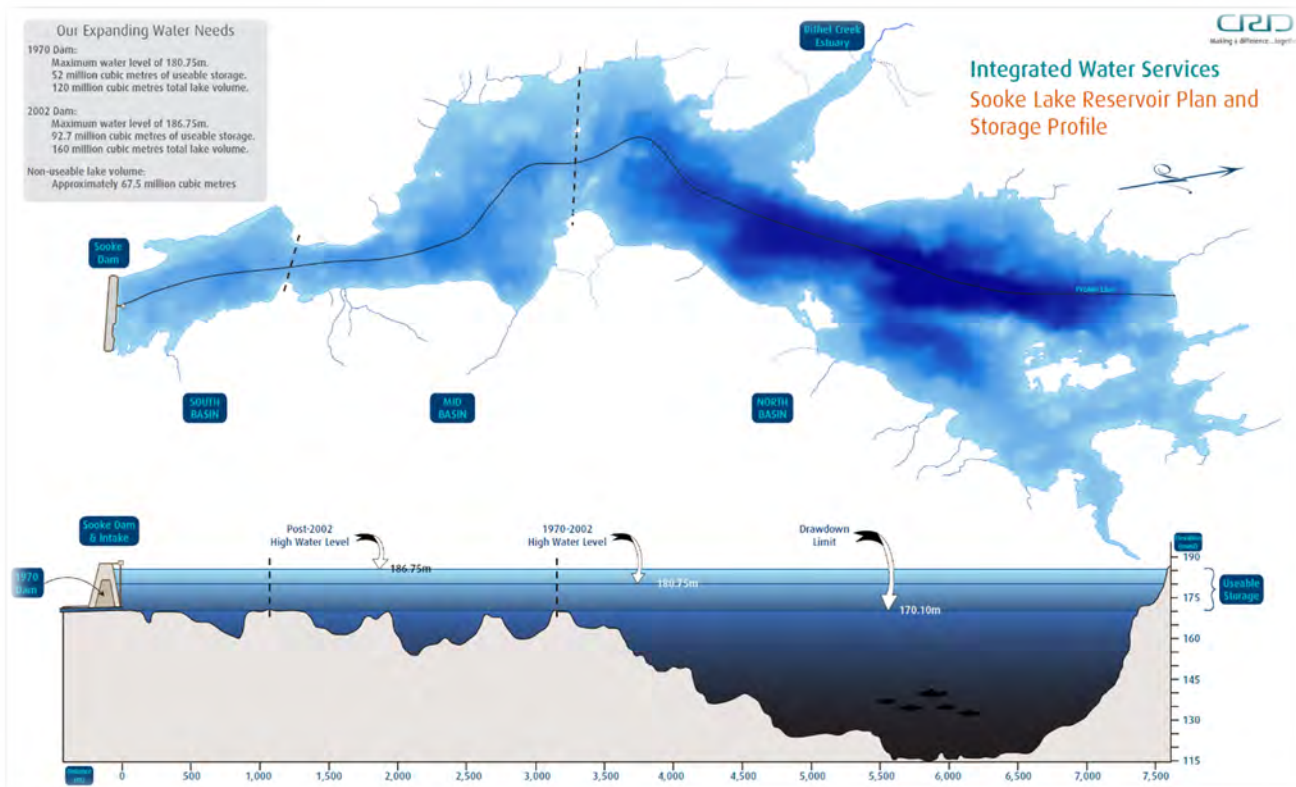 Our Expanding Water Needs
1970 Dam:
Maximum water level of 180.75m.
52 million cubic metres of useable storage.
120 million cubic metres total lake volume.
2002 Dam:
Maximum water level of 186.75m.
92.7 million cubic metres of useable storage.
160 million cubic metres total lake volume.
Non-useable lake volume:
Approximately 67.5 million cubic metres
Rithet Creek
Estuary
CRD
Making a difference...together
Integrated Water Services
Sooke Lake Reservoir Plan and
Storage Profile
Sooke
Dam
Profile Line
SOUTH
BASIN
MID
BASIN
NORTH
BASIN
Sooke Dam
& Intake
Post-2002
High Water Level
1970-2002
High Water Level
Drawdown
Limit
1970
Dam
186.75m
180.75m
170.10m
Useable
Storage
190
175
160
145
130
115
0
500
1,000
1,500
2,000
2,500
3,000
3,500
4,000
4,500
5,000
5,500
6,000
6,500
7,000
7,500